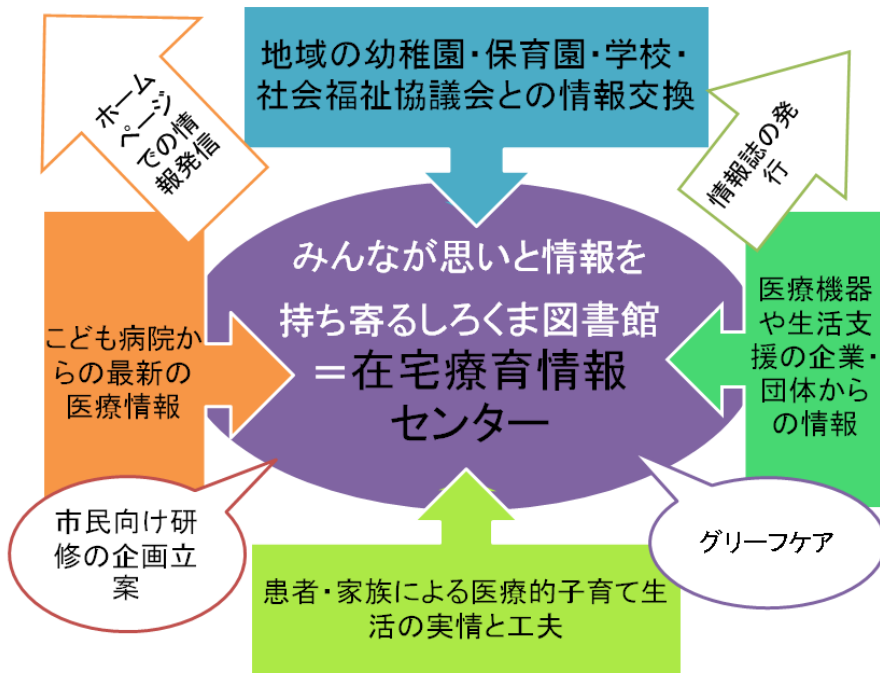 地域の幼稚園・保育園・学校・
社会福祉協議会との情報交換
ホーム
ページ
での情
報発信
情報誌の発
行
みんなが思いと情報を
持ち寄るしろくま図書館
＝在宅療育情報
センター
こども病院か
らの最新の
医療情報
医療機器
や生活支
援の企業・
団体から
の情報
市民向け研
修の企画立
案
グリーフケア
患者・家族による医療的子育て生
活の実情と工夫